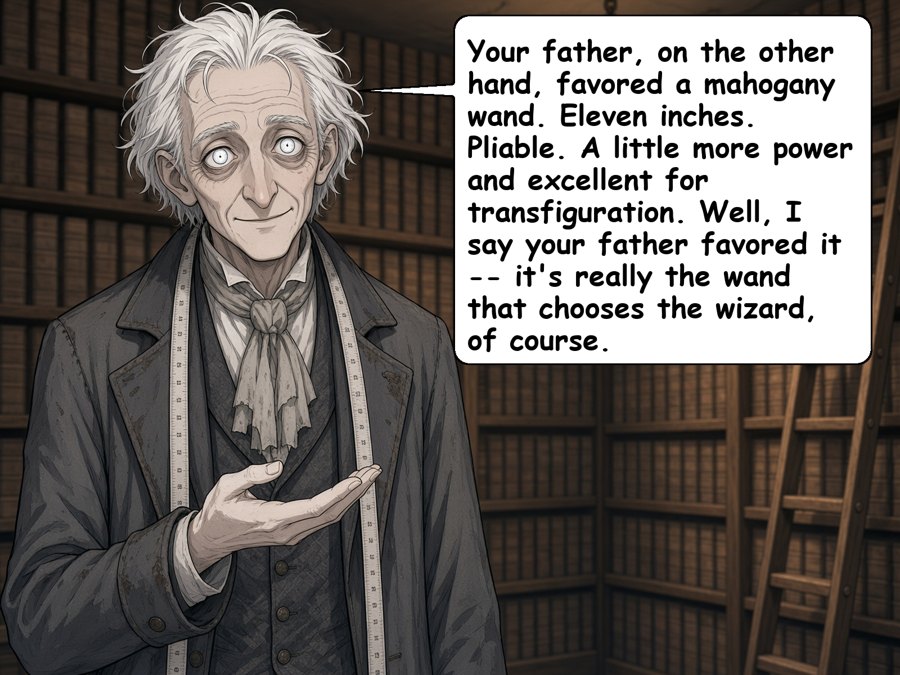 Your father, on the other
hand, favored a mahogany
wand. Eleven inches.
Pliable. A little more power
and excellent for
transfiguration. Well, I
say your father favored it
-- it's really the wand
that chooses the wizard,
of course.